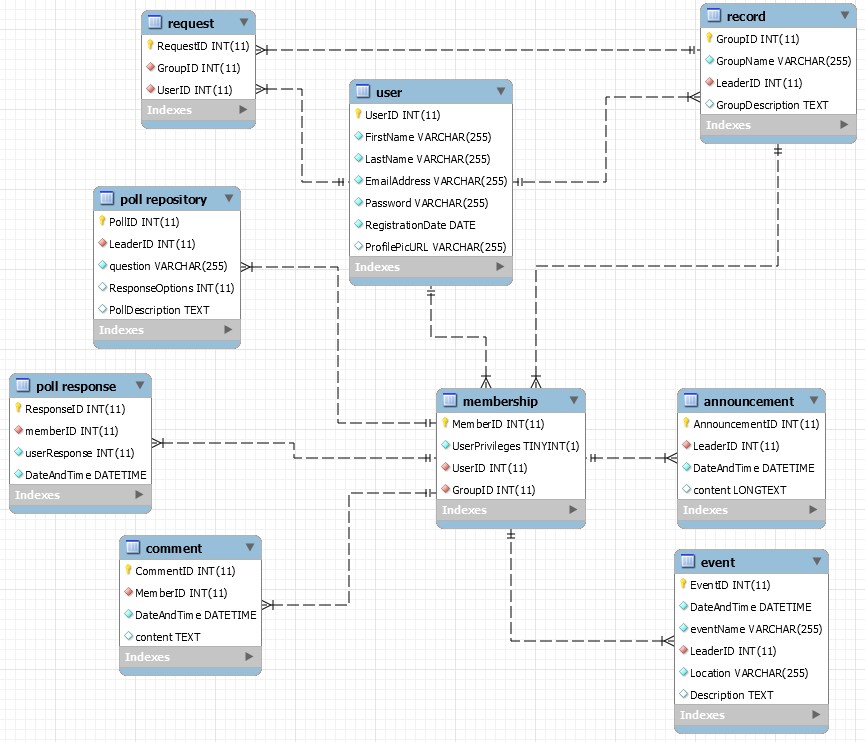 request
RequestID INT(11)
GroupID INT(11)
UserID INT(11)
Indexes
record
GroupID INT(11)
GroupName VARCHAR(255)
LeaderID INT(11)
GroupDescription TEXT
Indexes
user
UserID INT(11)
FirstName VARCHAR(255)
LastName VARCHAR(255)
EmailAddress VARCHAR(255)
Password VARCHAR(255)
RegistrationDate DATE
ProfilePicURL VARCHAR(255)
Indexes
poll repository
PollID INT(11)
LeaderID INT(11)
question VARCHAR(255)
ResponseOptions INT(11)
PollDescription TEXT
Indexes
poll response
ResponseID INT(11)
memberID INT(11)
userResponse INT(11)
DateAndTime DATETIME
Indexes
membership
MemberID INT(11)
UserPrivileges TINYINT(1)
UserID INT(11)
GroupID INT(11)
Indexes
announcement
AnnouncementID INT(11)
LeaderID INT(11)
DateAndTime DATETIME
content LONGTEXT
Indexes
comment
CommentID INT(11)
MemberID INT(11)
DateAndTime DATETIME
content TEXT
Indexes
event
EventID INT(11)
DateAndTime DATETIME
eventName VARCHAR(255)
LeaderID INT(11)
Location VARCHAR(255)
Description TEXT
Indexes